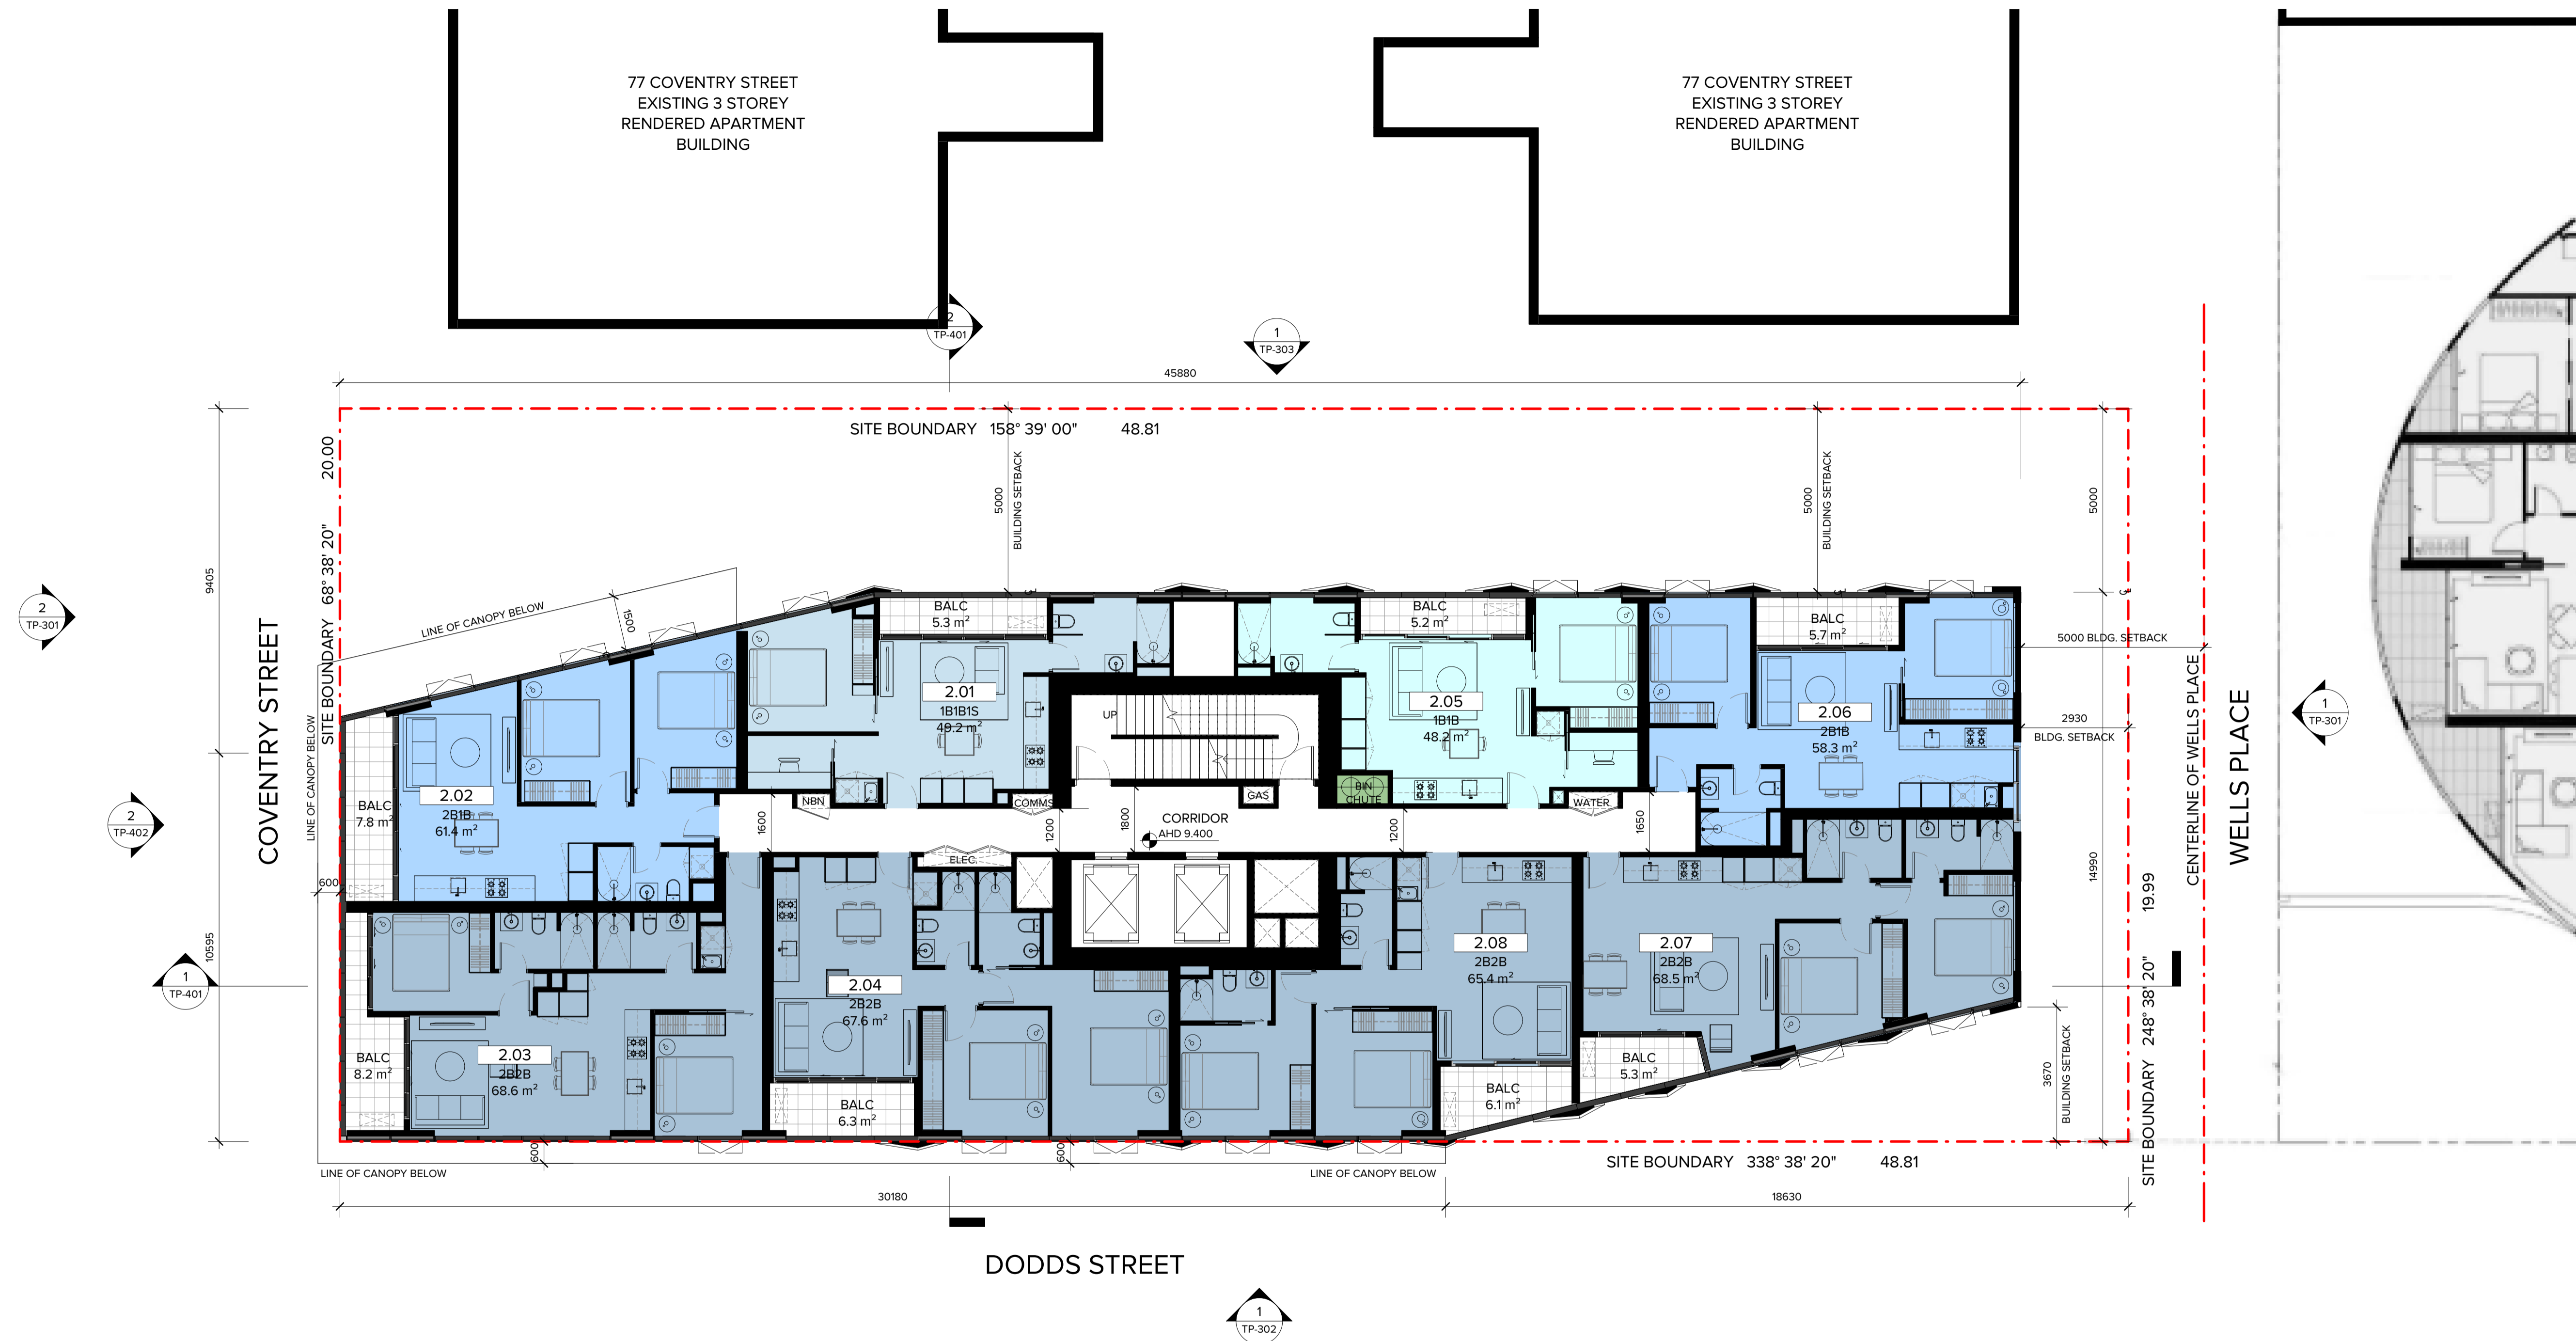 77 COVENTRY STREET
EXISTING 3 STOREY
RENDERED APARTMENT
BUILDING
77 COVENTRY STREET
EXISTING 3 STOREY
RENDERED APARTMENT
BUILDING
2
TP-401
1
TP-303
45880
SITE BOUNDARY 158° 39' 00" 48.81
SITE BOUNDARY 68° 38' 20" 20.00
5000
BUILDING SETBACK
5000
BUILDING SETBACK
5000
9405
2
TP-301
LINE OF CANOPY BELOW
1500
BALC
5.3 m²
BALC
5.2 m²
BALC
5.7 m²
5000 BLDG. SETBACK
2.01
1B1B1S
49.2 m²
2.05
1B1B
48.2 m²
2.06
2B1B
58.3 m²
2930
BLDG. SETBACK
UP
COVENTRY STREET
LINE OF CANOPY BELOW
CENTERLINE OF WELLS PLACE
WELLS PLACE
1
TP-301
2.02
2B1B
61.4 m²
BALC
7.8 m²
NBN
COMMS
GAS
BIN
CHUTE
WATER
2
TP-402
1600
1200
1800
CORRIDOR
AHD 9.400
1200
1650
ELEC
600
14990
10595
1
TP-401
2.04
2B2B
67.6 m²
2.08
2B2B
65.4 m²
2.07
2B2B
68.5 m²
19.99
SITE BOUNDARY 248° 38' 20"
2.03
2B2B
68.6 m²
BALC
8.2 m²
BALC
6.3 m²
BALC
6.1 m²
BALC
5.3 m²
3670
BUILDING SETBACK
600
600
LINE OF CANOPY BELOW
LINE OF CANOPY BELOW
SITE BOUNDARY 338° 38' 20" 48.81
30180
18630
DODDS STREET
1
TP-302